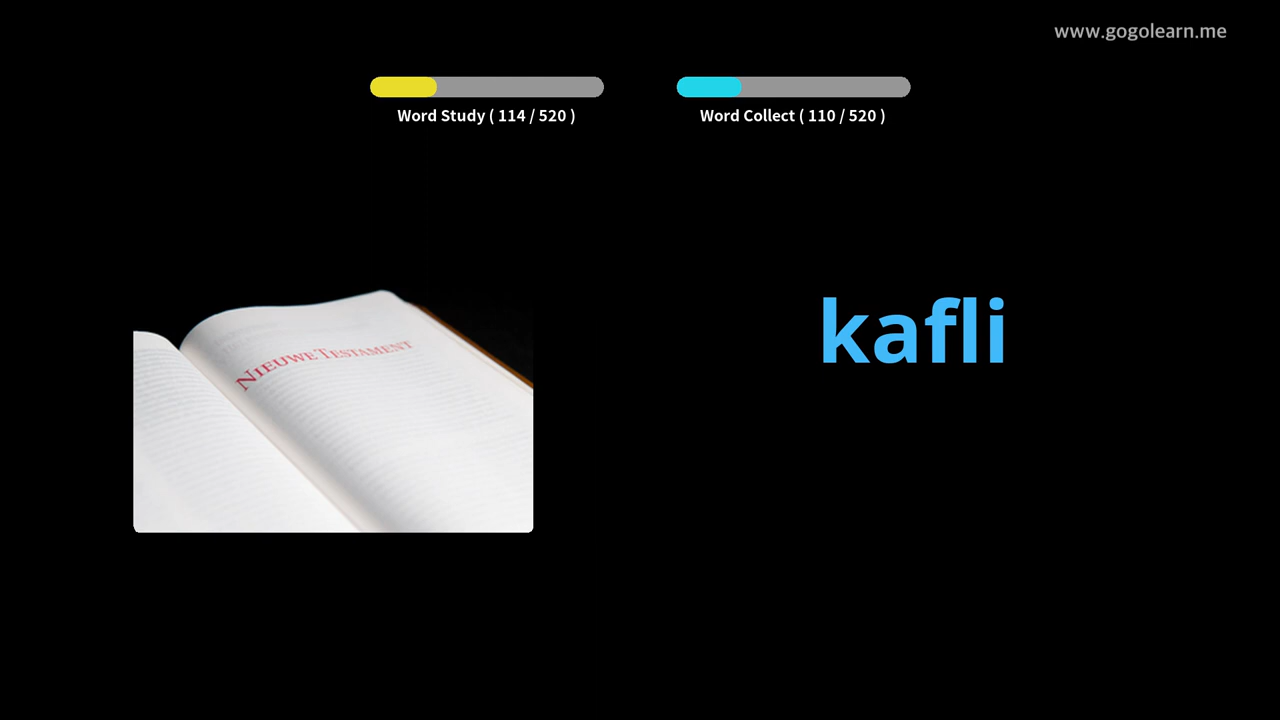 www.gogolearn.me
Word Study ( 114 / 520 )
Word Collect ( 110 / 520 )
NIEUWE TESTAMENT
kafli